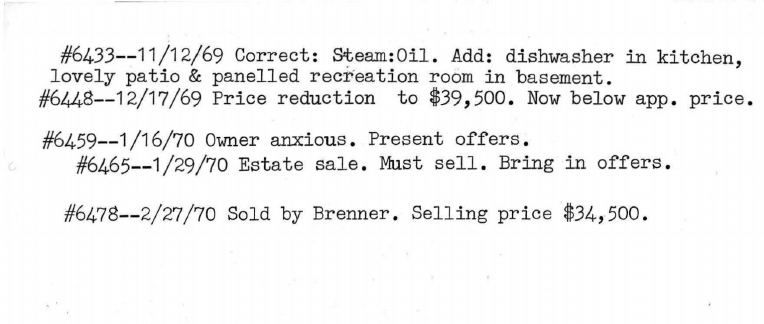 #6433--11/12/69 Correct: Steam:Oil. Add: dishwasher in kitchen,
lovely patio & panelled recreation room in basement.
#6448--12/17/69 Price reduction to $39,500. Now below app. price.
#6459--1/16/70 Owner anxious. Present offers.
#6465--1/29/70 Estate sale. Must sell. Bring in offers.
#6478--2/27/70 Sold by Brenner. Selling price $34,500.